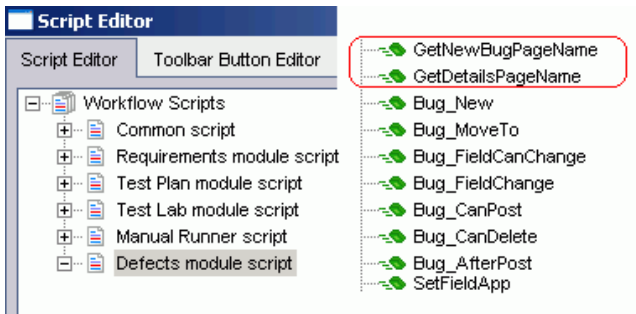 Script Editor
Script Editor
Toolbar Button Editor
Workflow Scripts
Common script
Requirements module script
Test Plan module script
Test Lab module script
Manual Runner script
Defects module script
GetNewBugPageName
GetDetailsPageName
Bug_New
Bug_MoveTo
Bug_FieldCanChange
Bug_FieldChange
Bug_CanPost
Bug_CanDelete
Bug_AfterPost
SetFieldApp